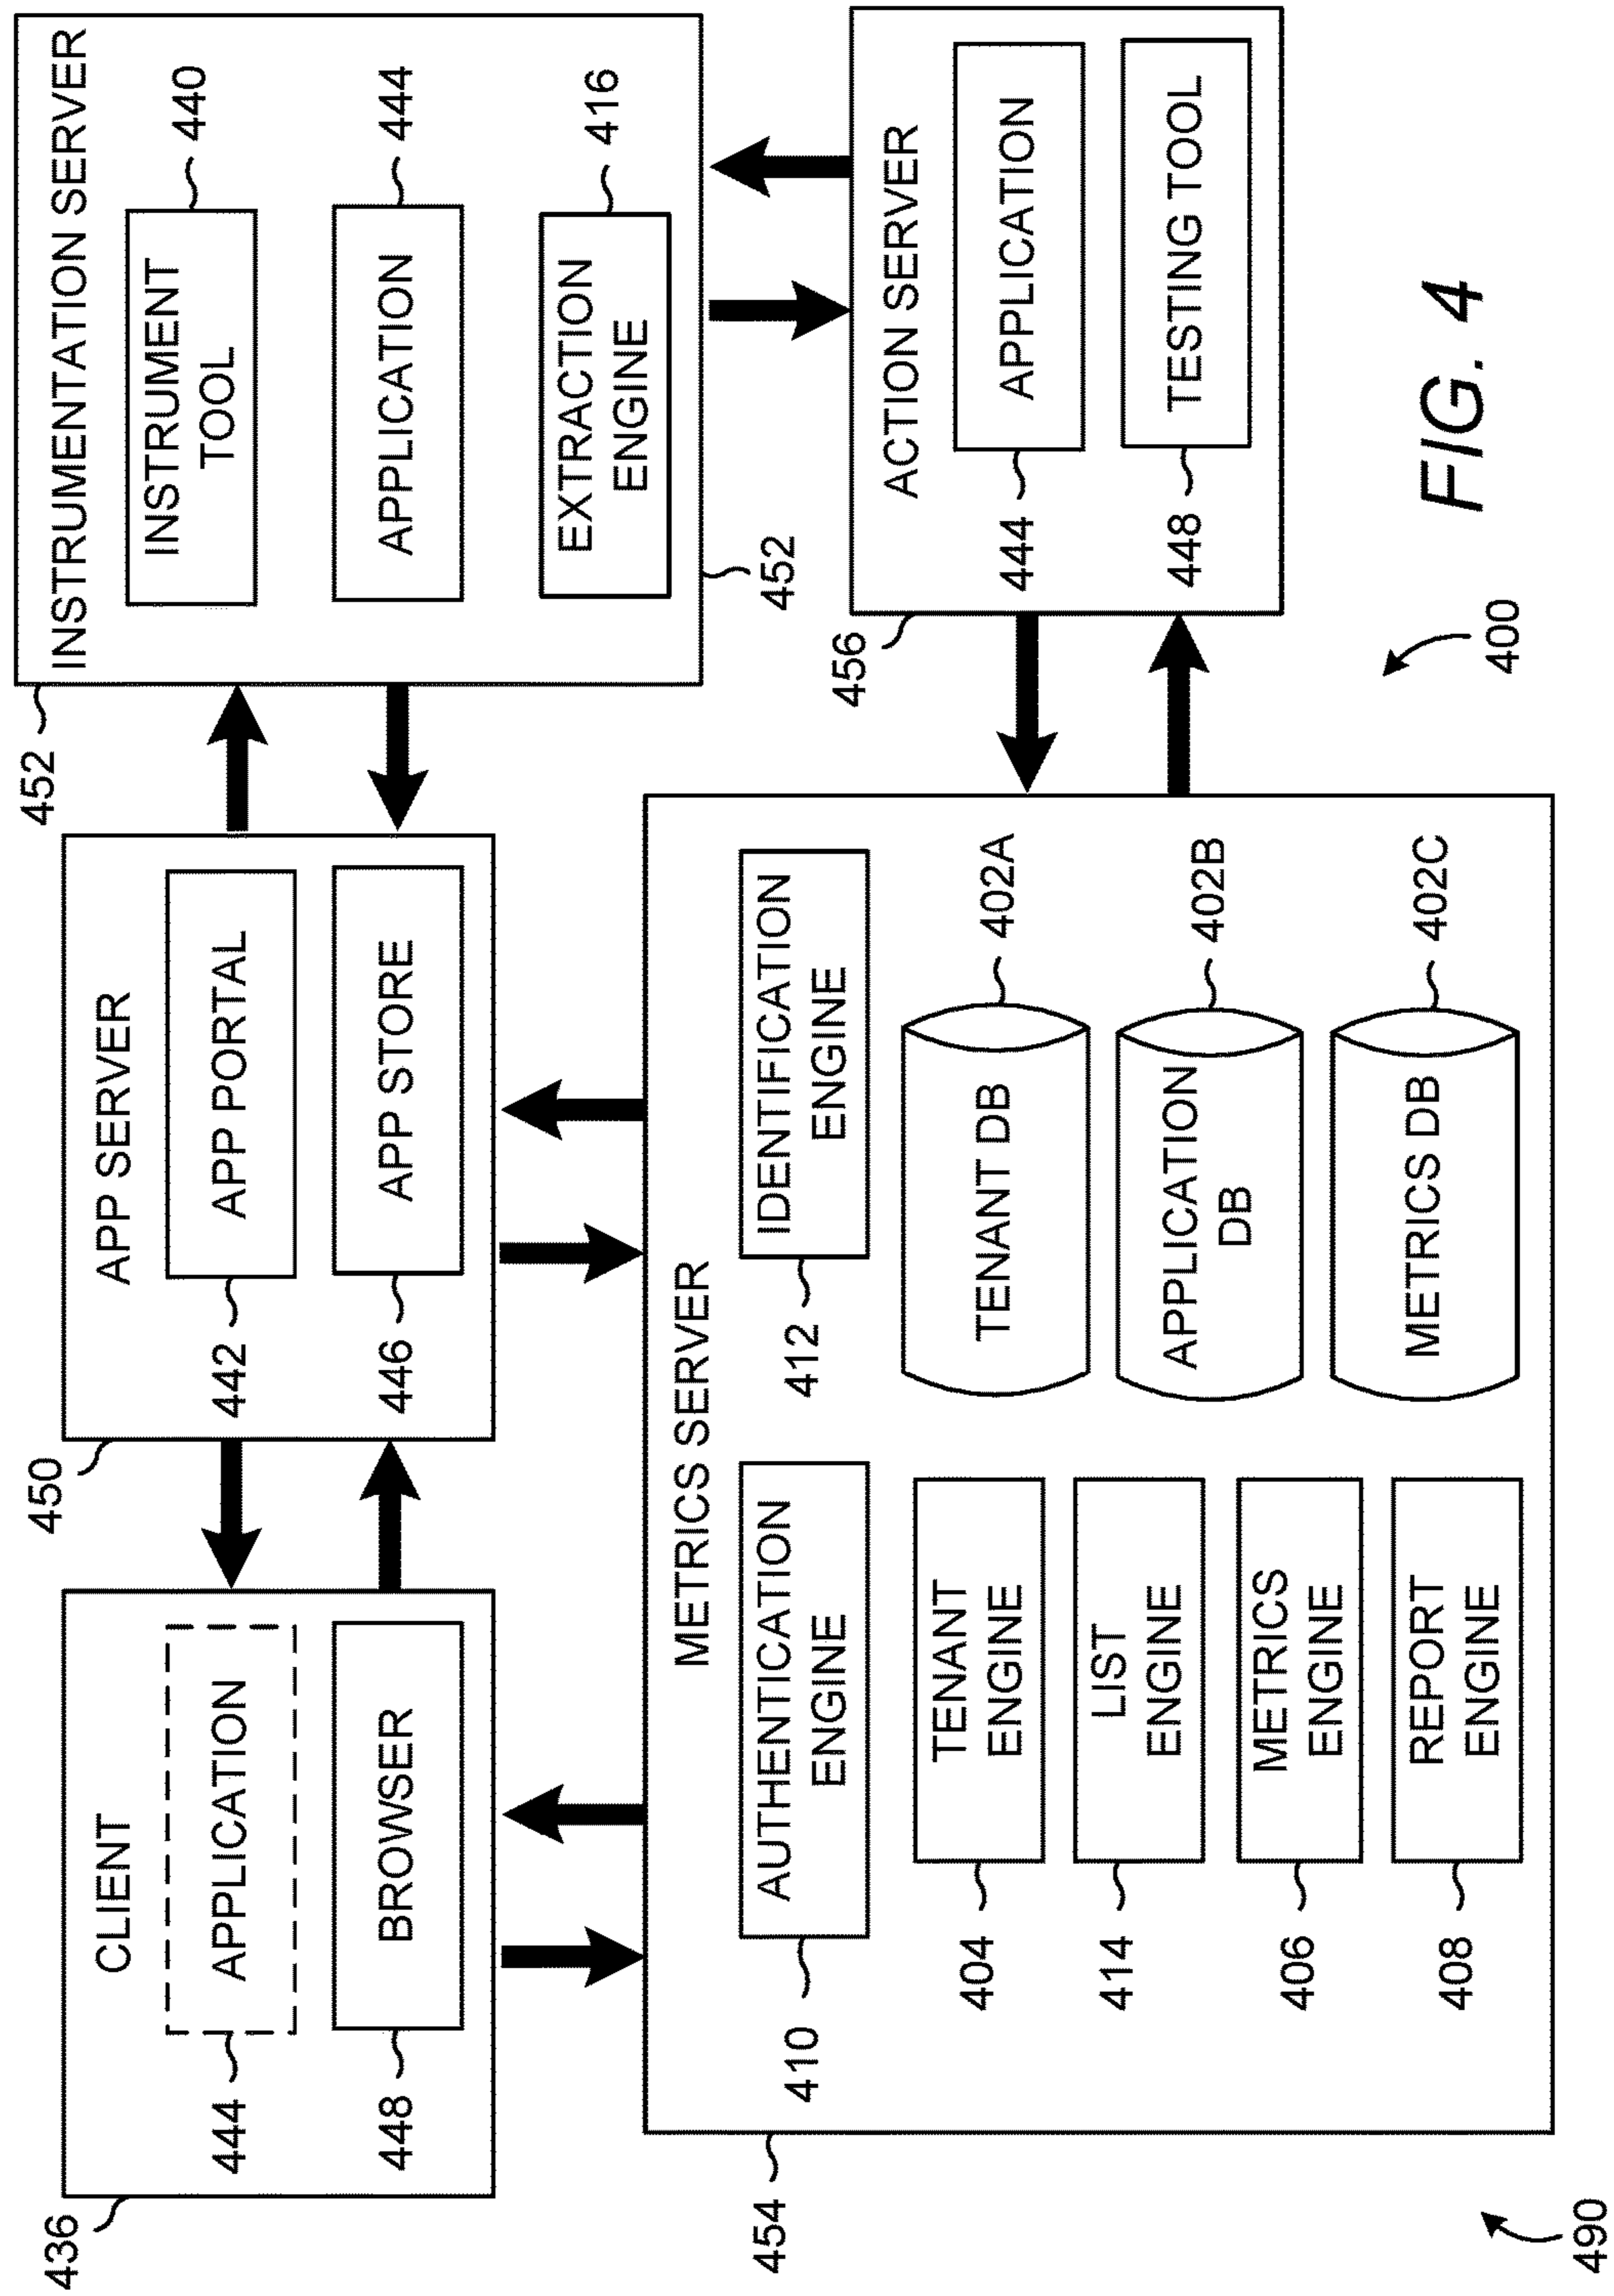 436
CLIENT
444
APPLICATION
448
BROWSER
450
APP SERVER
442
APP PORTAL
446
APP STORE
452
INSTRUMENTATION SERVER
INSTRUMENT
TOOL
440
APPLICATION
444
EXTRACTION
ENGINE
416
452
454
METRICS SERVER
410
AUTHENTICATION
ENGINE
412
IDENTIFICATION
ENGINE
404
TENANT
ENGINE
TENANT DB
402A
414
LIST
ENGINE
APPLICATION
DB
402B
406
METRICS
ENGINE
METRICS DB
402C
408
REPORT
ENGINE
456
ACTION SERVER
444
APPLICATION
448
TESTING TOOL
490
400
FIG. 4